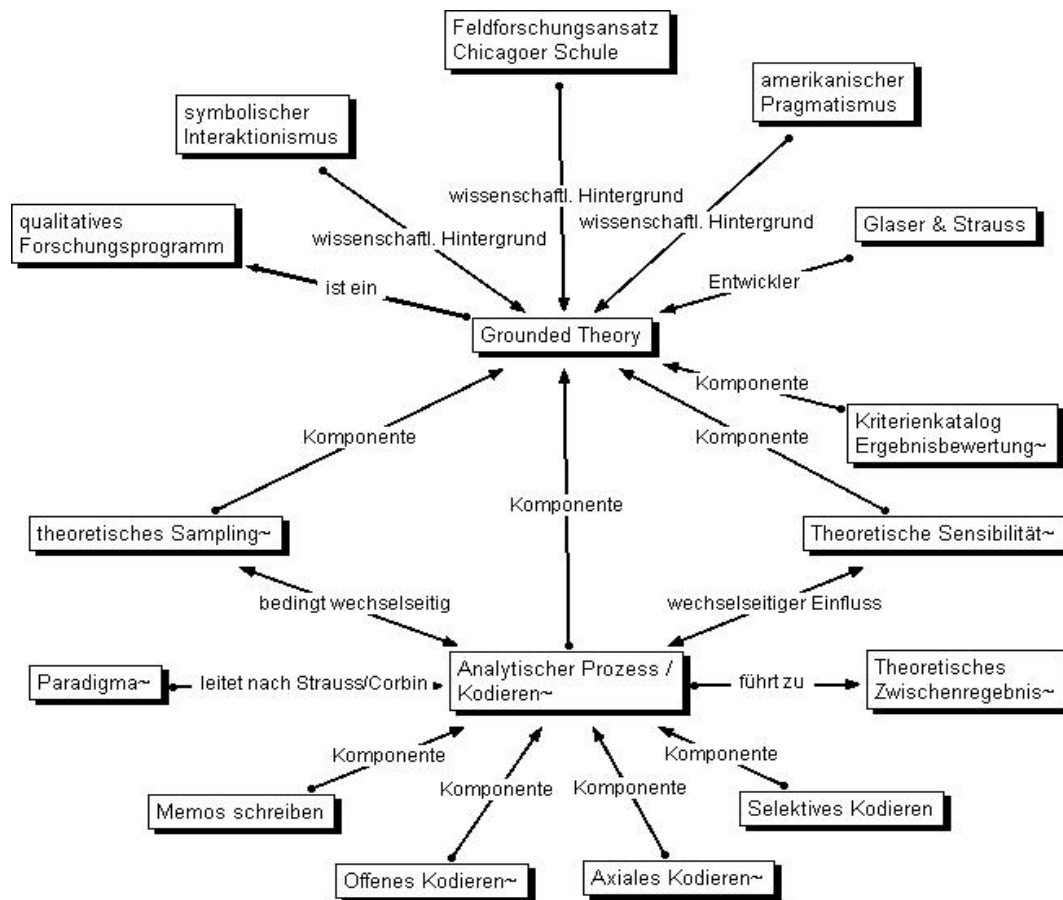 Feldforschungsansatz
Chicagoer Schule
amerikanischer
Pragmatismus
symbolischer
Interaktionismus
wissenschaftl. Hintergrund
qualitatives
Forschungsprogramm
wissenschaftl. Hintergrund
wissenschaftl. Hintergrund
Glaser & Strauss
ist ein
Entwickler
Grounded Theory
Komponente
Kriterienkatalog
Ergebnisbewertung~
Komponente
Komponente
Komponente
theoretisches Sampling~
Theoretische Sensibilität~
bedingt wechselseitig
wechselseitiger Einfluss
Paradigma~
leitet nach Strauss/Corbin
Analytischer Prozess /
Kodieren~
führt zu
Theoretisches
Zwischenregebnis~
Komponente
Komponente
Komponente
Komponente
Memos schreiben
Selektives Kodieren
Offenes Kodieren~
Axiales Kodieren~